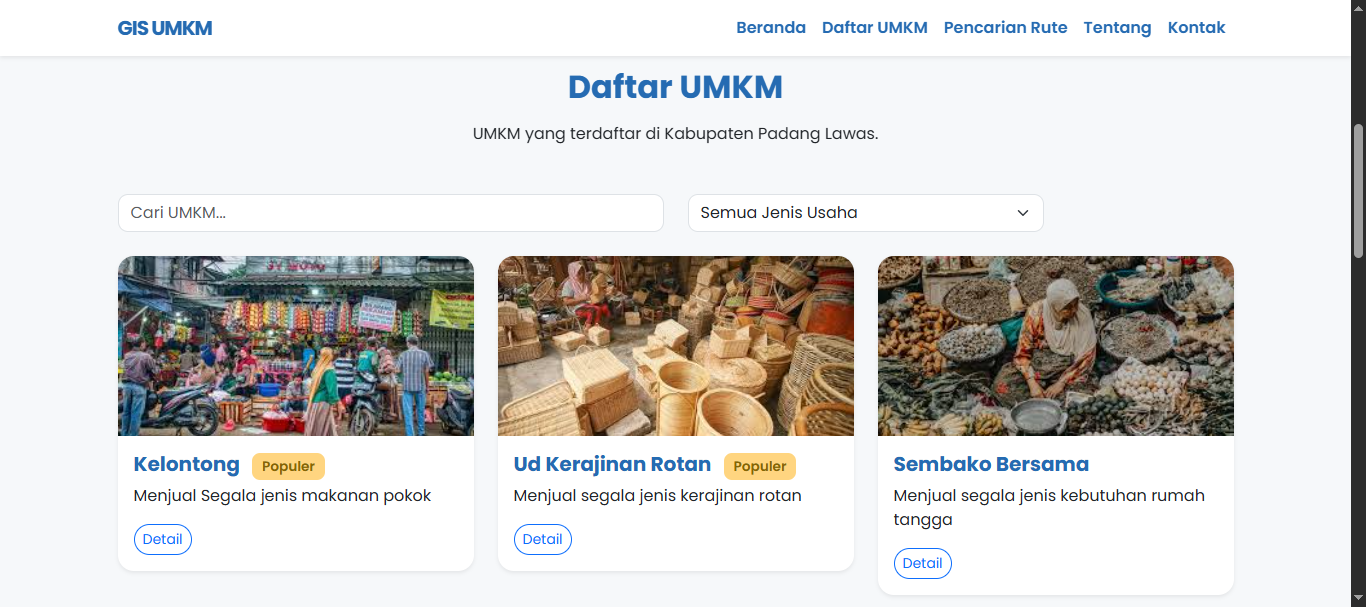 GIS UMKM
Beranda Daftar UMKM Pencarian Rute Tentang Kontak
Daftar UMKM
UMKM yang terdaftar di Kabupaten Padang Lawas.
Cari UMKM...
Semua Jenis Usaha
Kelontong Populer
Menjual Segala jenis makanan pokok
Detail
Ud Kerajinan Rotan Populer
Menjual segala jenis kerajinan rotan
Detail
Sembako Bersama
Menjual segala jenis kebutuhan rumah
tangga
Detail